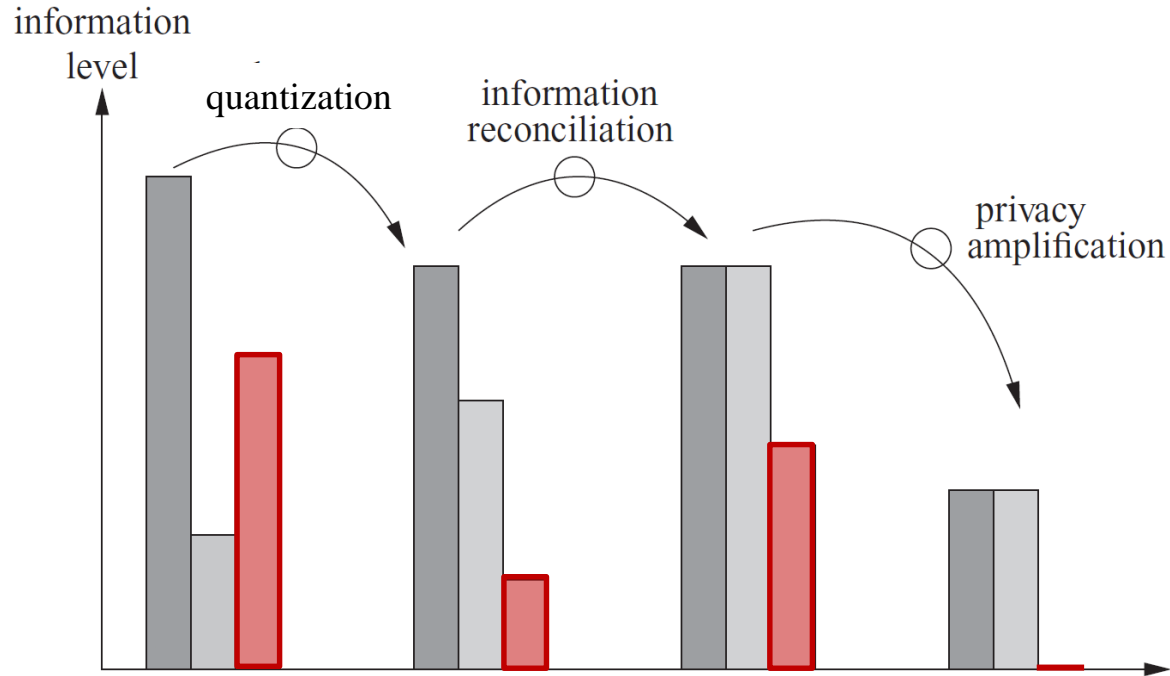 information
level
quantization
information
reconciliation
privacy
amplification